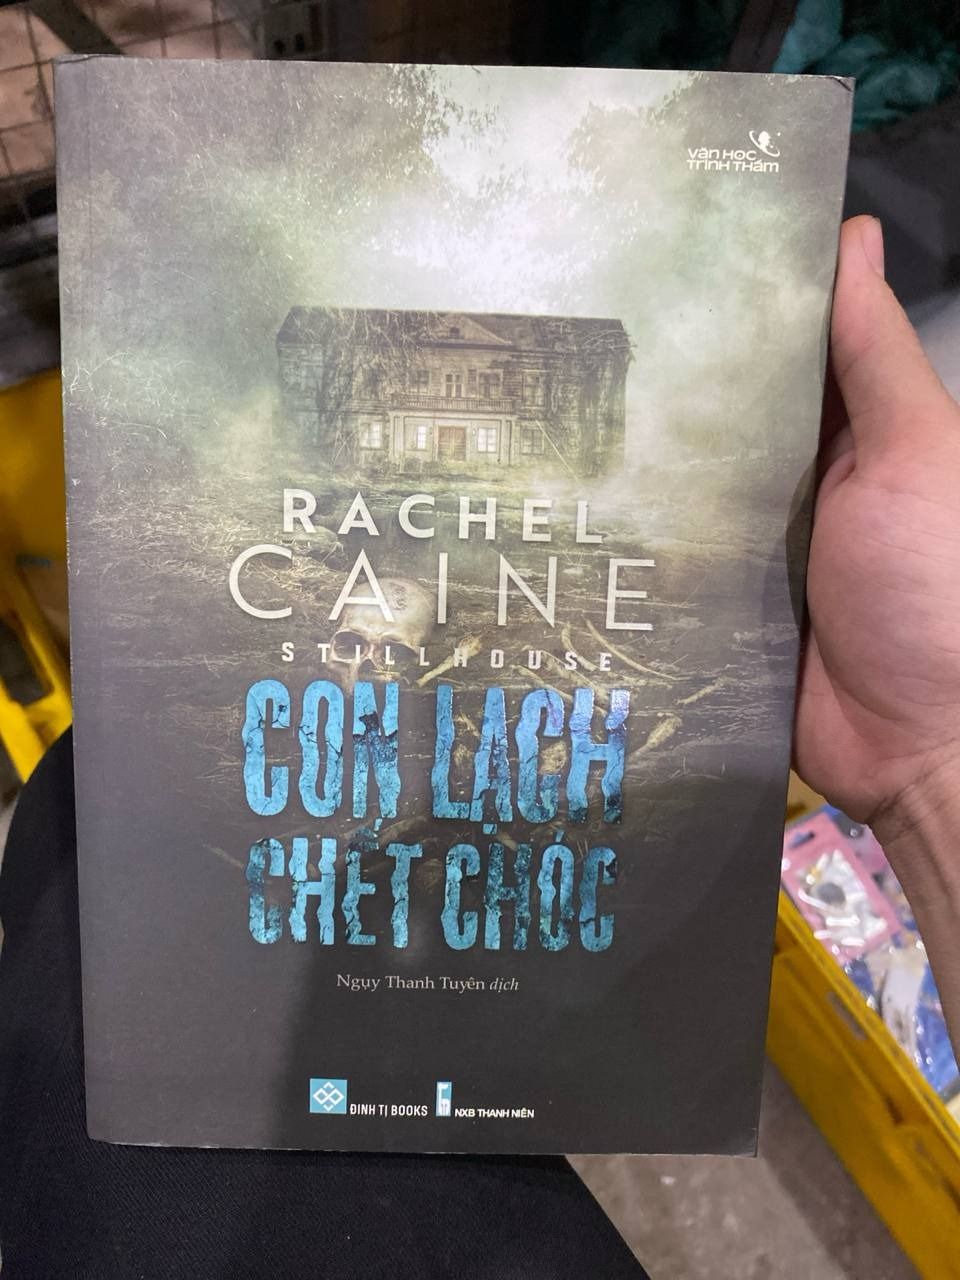 Văn học
trinh thám
RACHEL
CAINE
STILLHOUSE
CON LẠCH
CHẾT CHÓC
Ngụy Thanh Tuyên dịch
ĐINH TỊ BOOKS
NXB THANH NIÊN